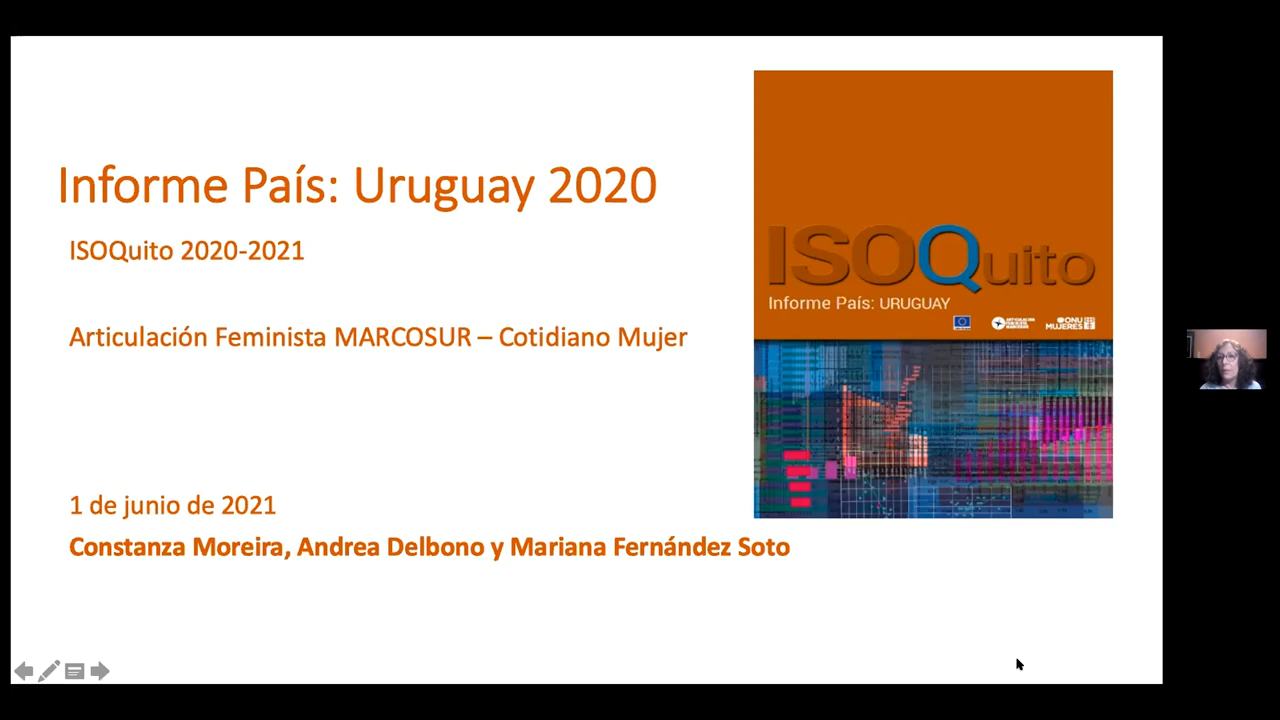 Informe País: Uruguay 2020
ISOQuito 2020-2021
Articulación Feminista MARCOSUR – Cotidiano Mujer
1 de junio de 2021
Constanza Moreira, Andrea Delbono y Mariana Fernández Soto
ISOQuito
Informe País: URUGUAY
ONU
MUJERES